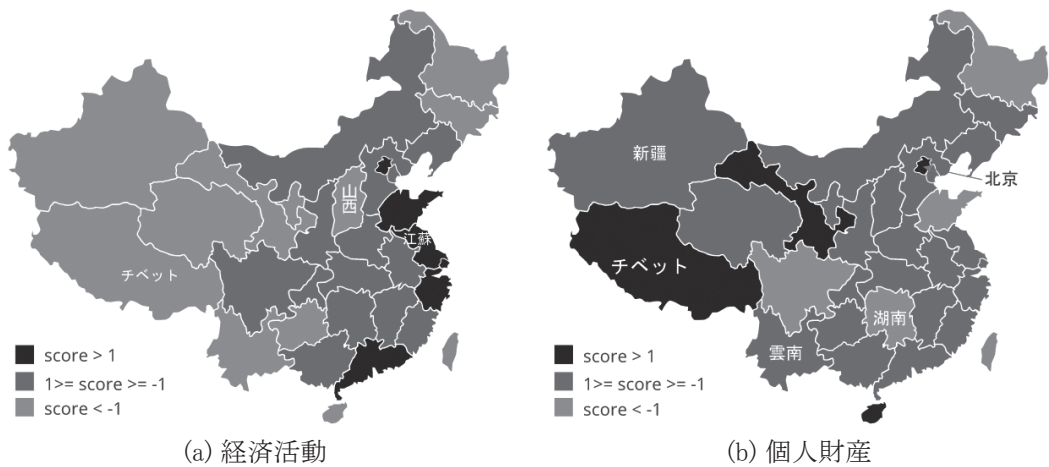 山西
江蘇
チベット
score > 1
1>= score >= -1
score < -1
(a) 経済活動
新疆
北京
チベット
湖南
雲南
score > 1
1>= score >= -1
score < -1
(b) 個人財産